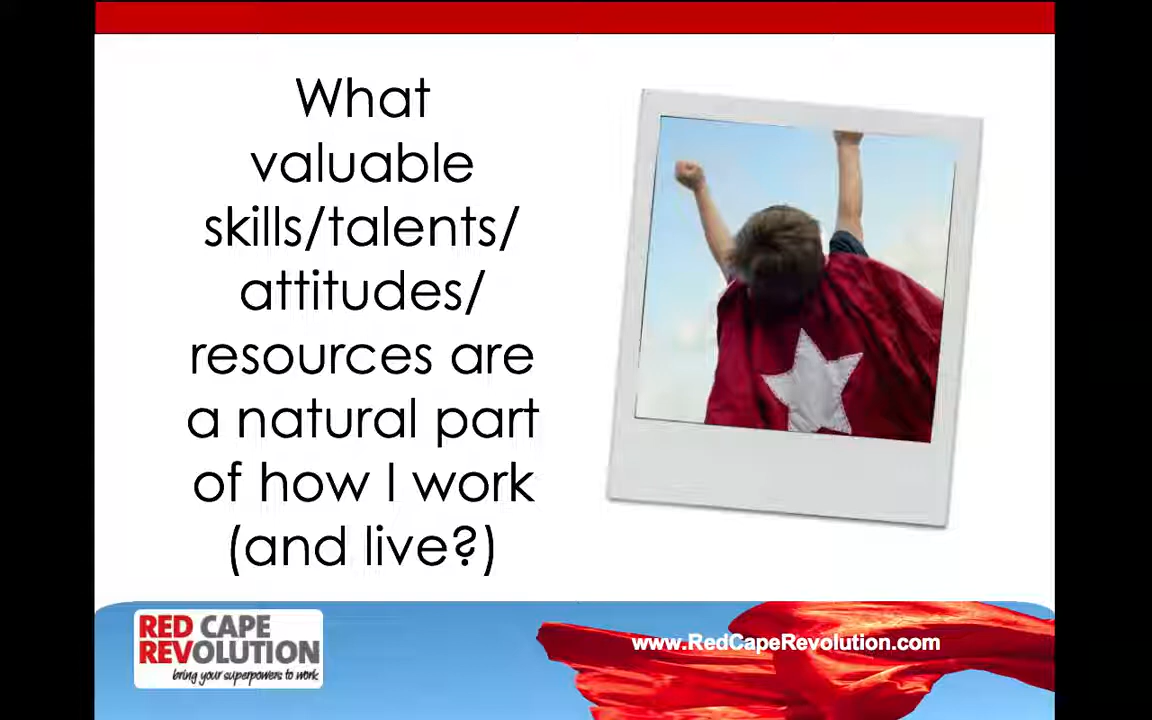 What
valuable
skills/talents/
attitudes/
resources are
a natural part
of how I work
(and live?)
RED CAPE
REVOLUTION
bring your superpowers to work
www.RedCapeRevolution.com